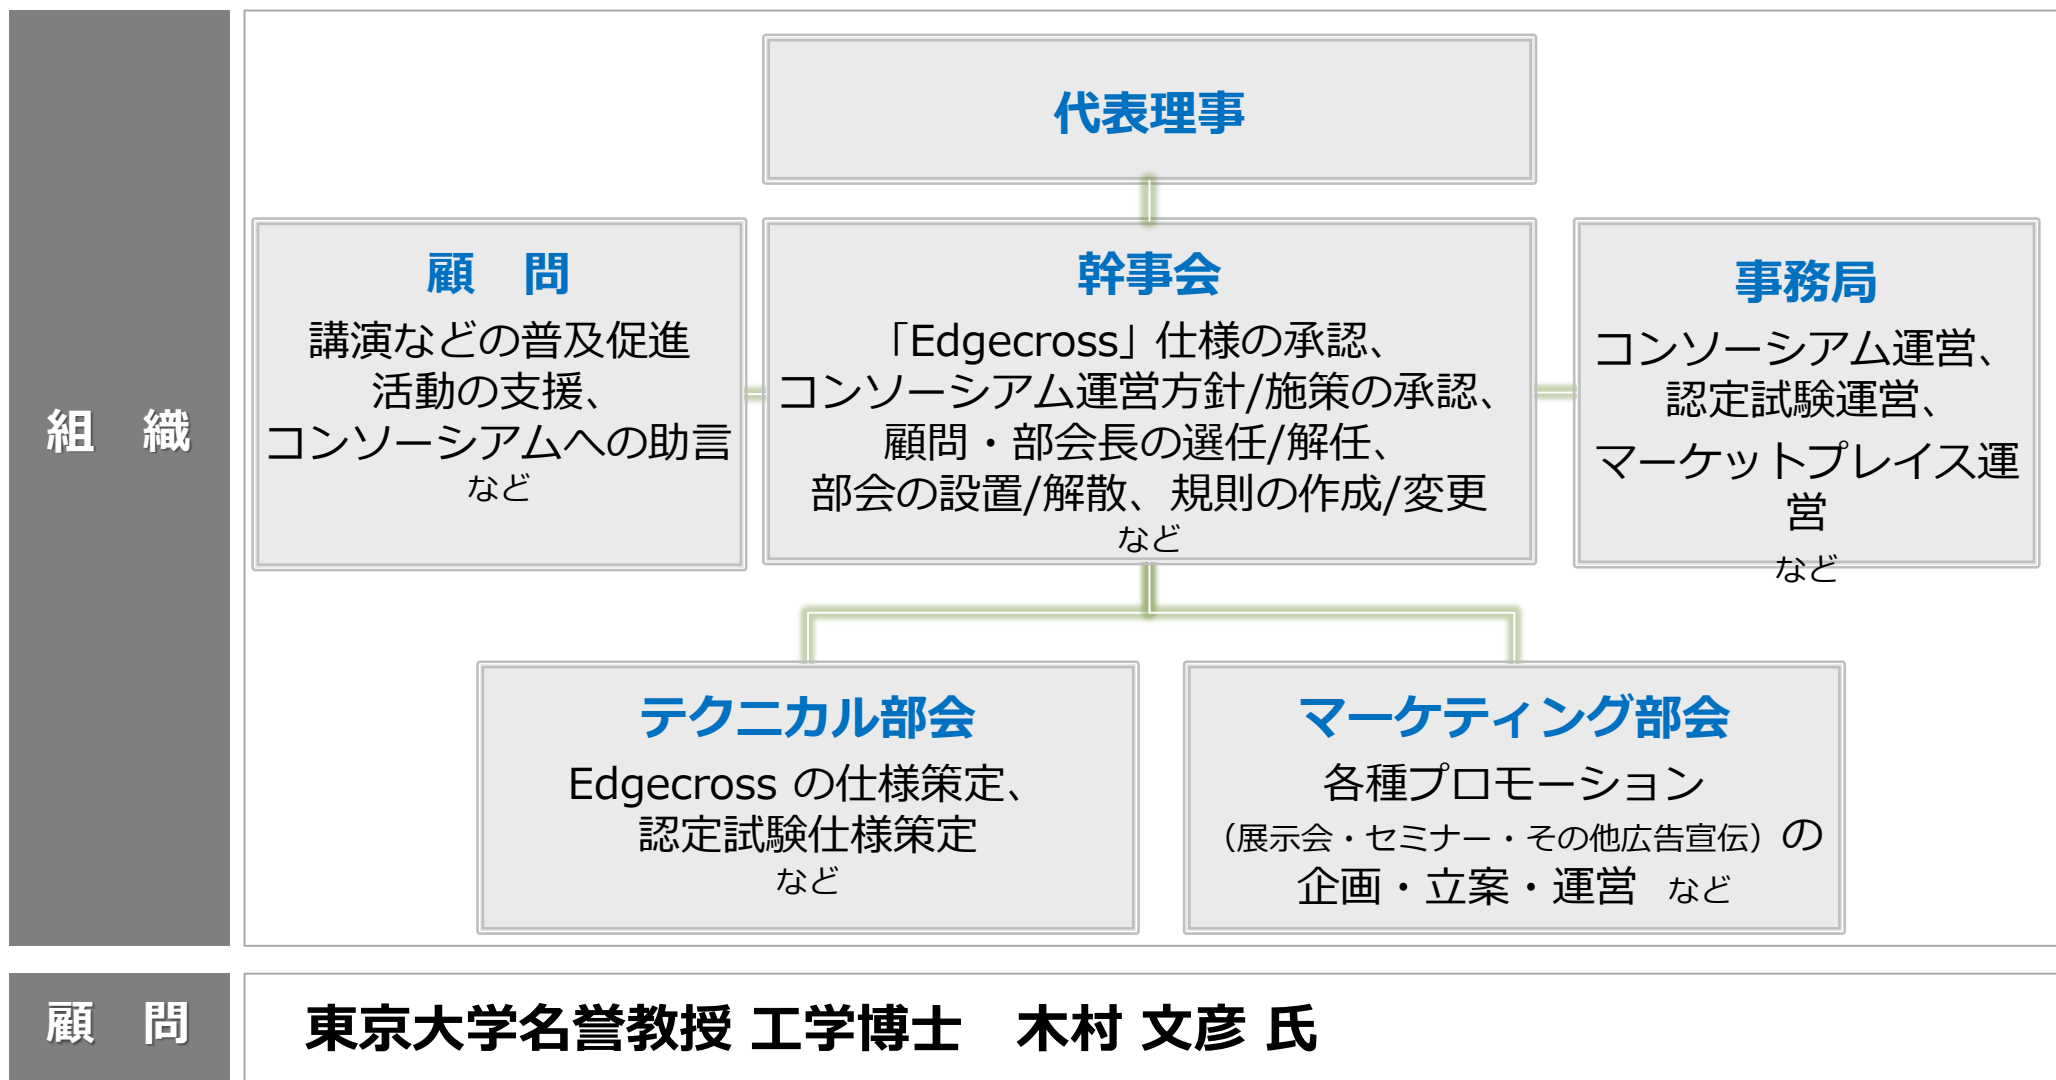 組　織
代表理事
顧　問
講演などの普及促進
活動の支援、
コンソーシアムへの助言
など
幹事会
「Edgecross」仕様の承認、
コンソーシアム運営方針/施策の承認、
顧問・部会長の選任/解任、
部会の設置/解散、規則の作成/変更
など
事務局
コンソーシアム運営、
認定試験運営、
マーケットプレイス運
営
など
テクニカル部会
Edgecross の仕様策定、
認定試験仕様策定
など
マーケティング部会
各種プロモーション
（展示会・セミナー・その他広告宣伝）の
企画・立案・運営　など
顧　問
東京大学名誉教授 工学博士　木村 文彦 氏